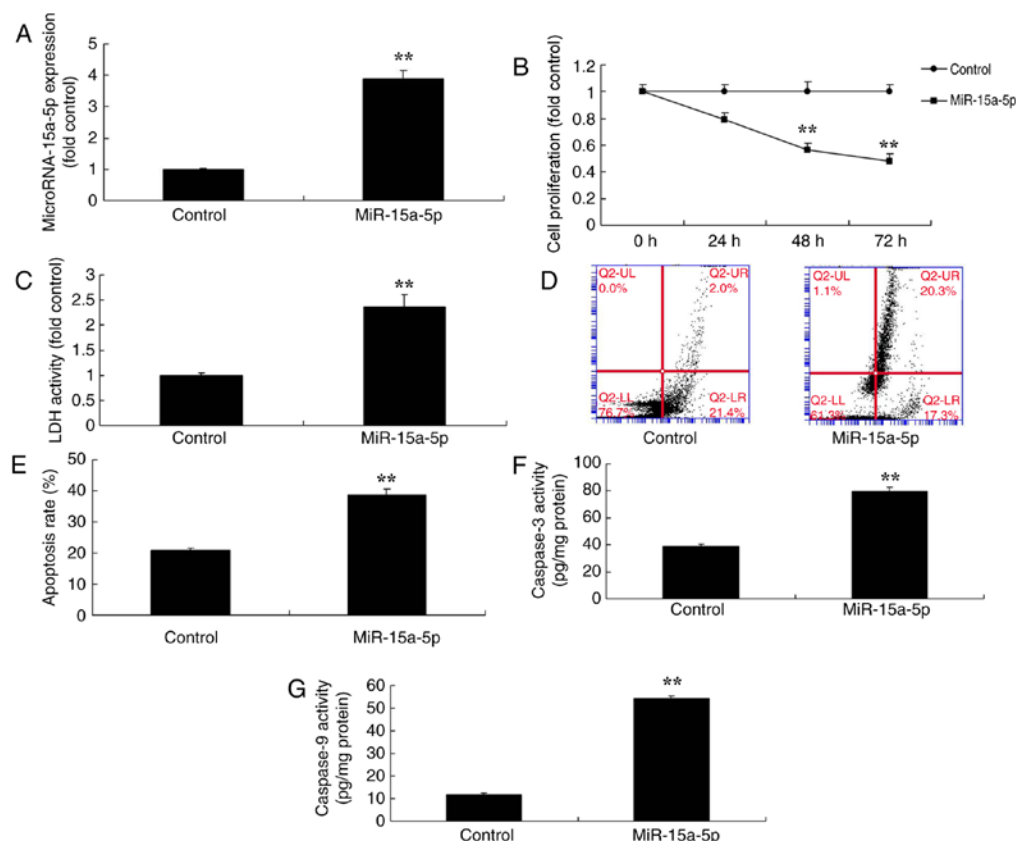 A
MicroRNA-15a-5p expression
(fold control)
5
4
3
2
1
0
**
Control
MiR-15a-5p
B
Cell proliferation (fold control)
1.2
1
0.8
0.6
0.4
0.2
0
**
**
0 h
24 h
48 h
72 h
Control
MiR-15a-5p
C
LDH activity (fold control)
3
2.5
2
1.5
1
0.5
0
**
Control
MiR-15a-5p
D
Q2-UL
0.0%
Q2-UR
2.0%
Q2-LL
76.7%
Q2-LR
21.4%
Control
Q2-UL
1.1%
Q2-UR
20.3%
Q2-LL
61.3%
Q2-LR
17.3%
MiR-15a-5p
E
Apoptosis rate (%)
50
40
30
20
10
0
**
Control
MiR-15a-5p
F
Caspase-3 activity
(pg/mg protein)
100
80
60
40
20
0
**
Control
MiR-15a-5p
G
Caspase-9 activity
(pg/mg protein)
60
50
40
30
20
10
0
**
Control
MiR-15a-5p